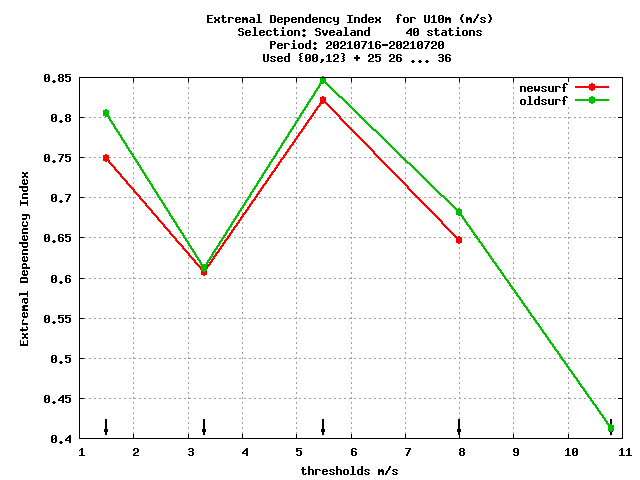 Extremal Dependency Index  for U10m (m/s)
Selection: Svealand     40 stations
Period: 20210716-20210720
Used {00,12} + 25 26 ... 36
newsurf
oldsurf
Extremal Dependency Index
0.85
0.8
0.75
0.7
0.65
0.6
0.55
0.5
0.45
0.4
1 2 3 4 5 6 7 8 9 10 11
thresholds m/s